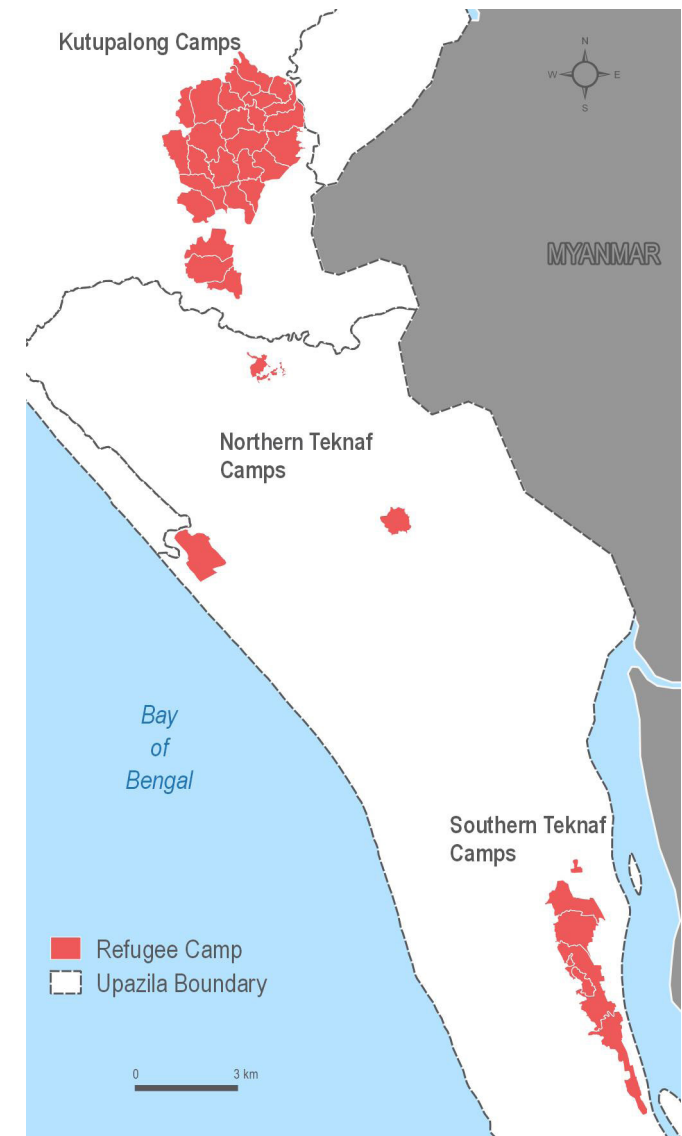 Kutupalong Camps
N
W
E
S
MYANMAR
Northern Teknaf
Camps
Bay
of
Bengal
Southern Teknaf
Camps
Refugee Camp
Upazila Boundary
0
3 km